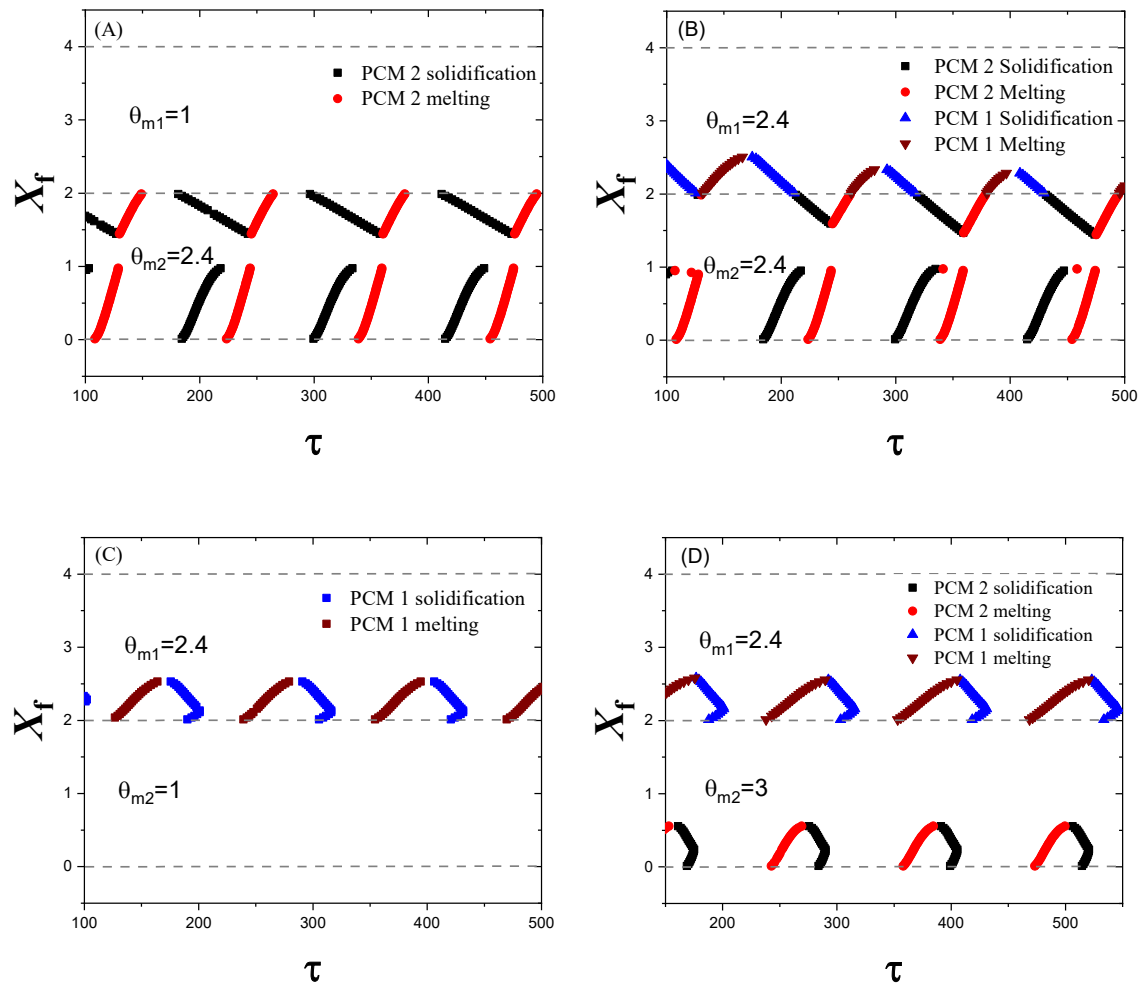 (A)
PCM 2 solidification
PCM 2 melting
θm1=1
θm2=2.4
Xf
4
3
2
1
0
100 200 300 400 500
τ
(B)
PCM 2 Solidification
PCM 2 Melting
PCM 1 Solidification
PCM 1 Melting
θm1=2.4
θm2=2.4
Xf
4
3
2
1
0
100 200 300 400 500
τ
(C)
PCM 1 solidification
PCM 1 melting
θm1=2.4
θm2=1
Xf
4
3
2
1
0
100 200 300 400 500
τ
(D)
PCM 2 solidification
PCM 2 melting
PCM 1 solidification
PCM 1 melting
θm1=2.4
θm2=3
Xf
4
3
2
1
0
200 300 400 500
τ